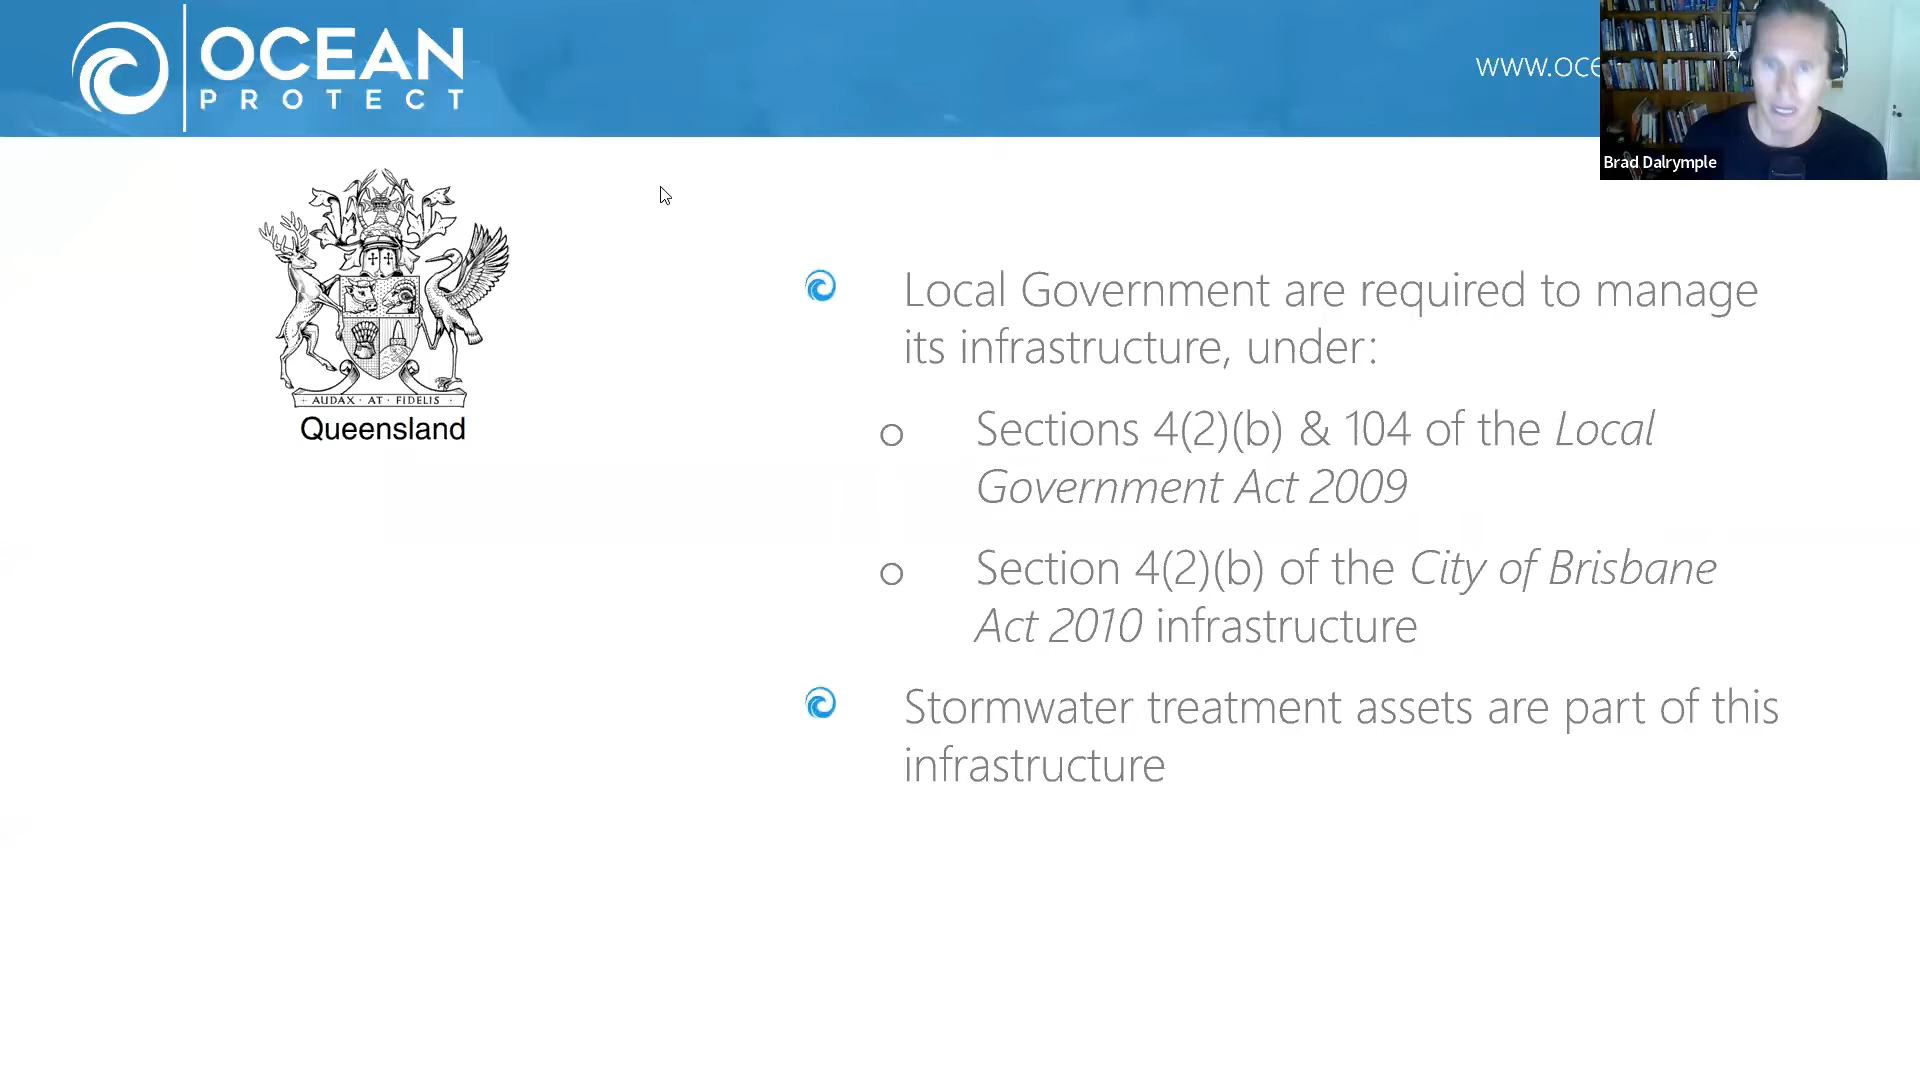 OCEAN
PROTECT
www.oce
Brad Dalrymple
AUDAX · AT · FIDELIS
Queensland
Local Government are required to manage
its infrastructure, under:
Sections 4(2)(b) & 104 of the Local
Government Act 2009
Section 4(2)(b) of the City of Brisbane
Act 2010 infrastructure
Stormwater treatment assets are part of this
infrastructure